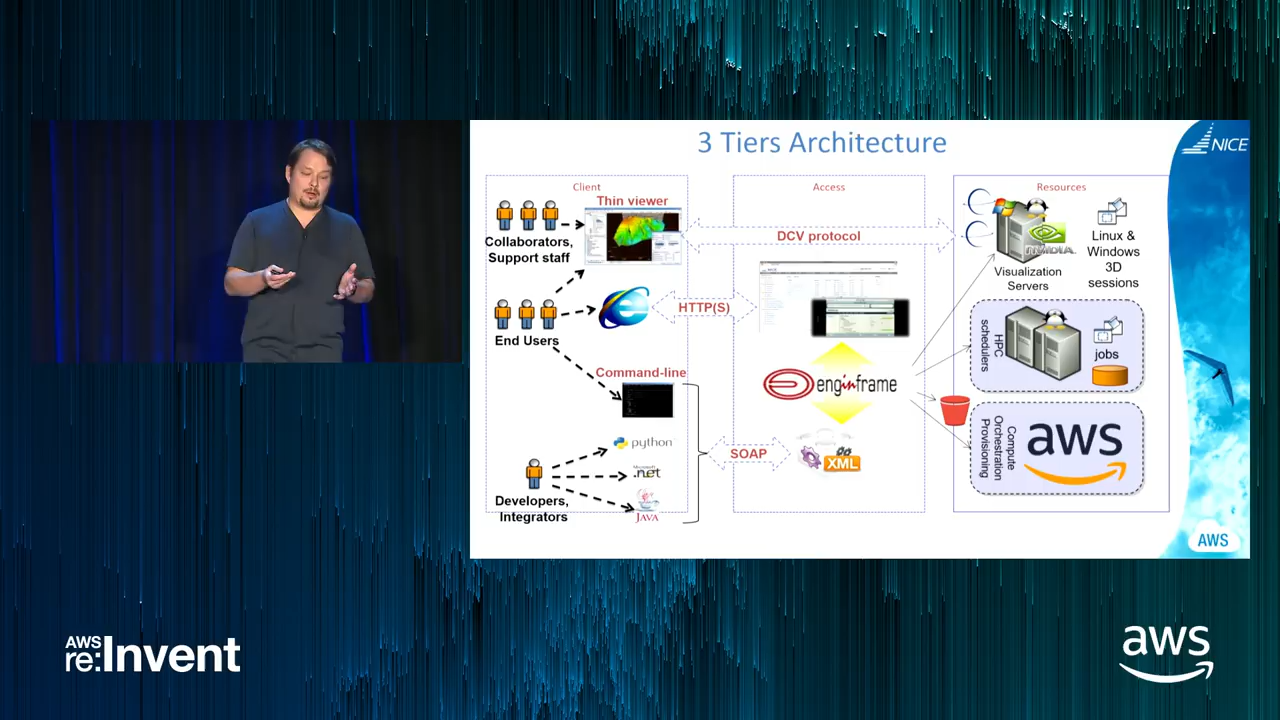 3 Tiers Architecture
NICE
Client
Access
Resources
Thin viewer
Collaborators,
Support staff
DCV protocol
NVIDIA
Visualization
Servers
Linux &
Windows
3D
sessions
HTTP(S)
End Users
HPC
schedulers
jobs
Command-line
enginframe
python
Microsoft
.net
SOAP
XML
Compute
Orchestration
Provisioning
aws
Developers,
Integrators
JAVA
AWS
AWS
re:Invent
aws